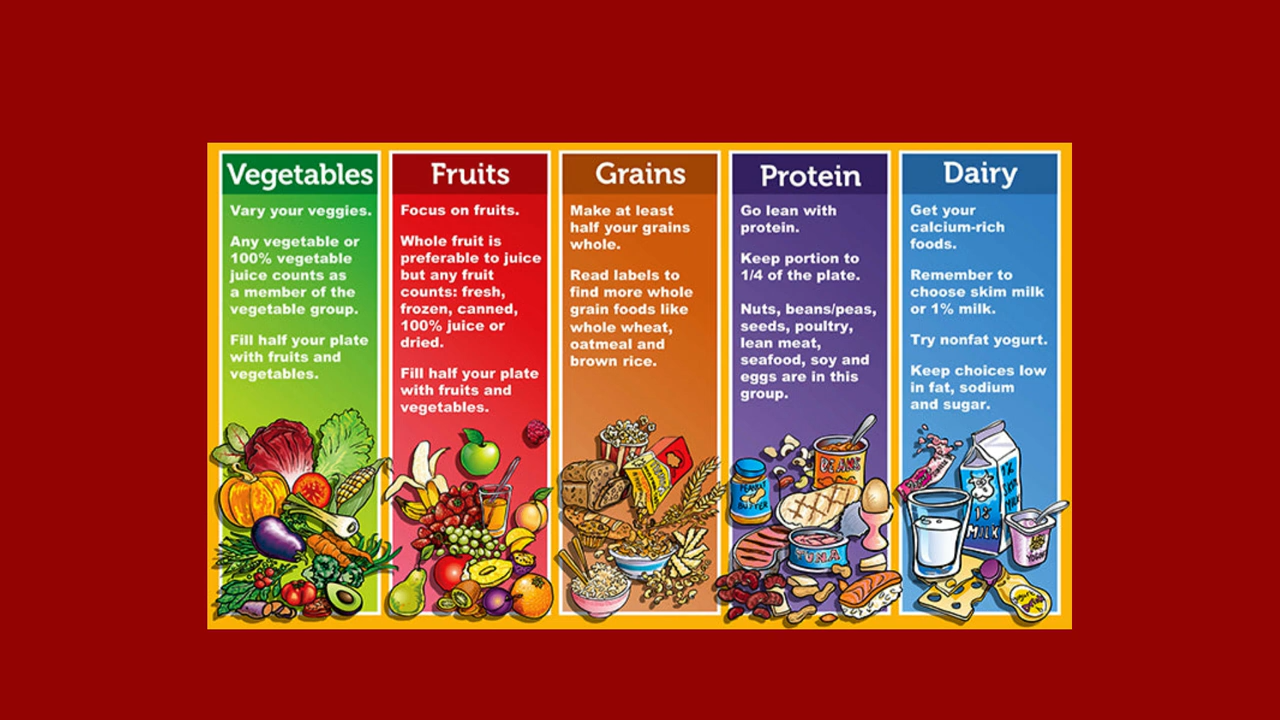 Vegetables
Vary your veggies.
Any vegetable or
100% vegetable
juice counts as
a member of the
vegetable group.
Fill half your plate
with fruits and
vegetables.
Fruits
Focus on fruits.
Whole fruit is
preferable to juice
but any fruit
counts: fresh,
frozen, canned,
100% juice or
dried.
Fill half your plate
with fruits and
vegetables.
Grains
Make at least
half your grains
whole.
Read labels to
find more whole
grain foods like
whole wheat,
oatmeal and
brown rice.
Protein
Go lean with
protein.
Keep portion to
1/4 of the plate.
Nuts, beans/peas,
seeds, poultry,
lean meat,
seafood, soy and
eggs are in this
group.
BEANS
PEANUT
BUTTER
TUNA
Dairy
Get your
calcium-rich
foods.
Remember to
choose skim milk
or 1% milk.
Try nonfat yogurt.
Keep choices low
in fat, sodium
and sugar.
1%
MILK